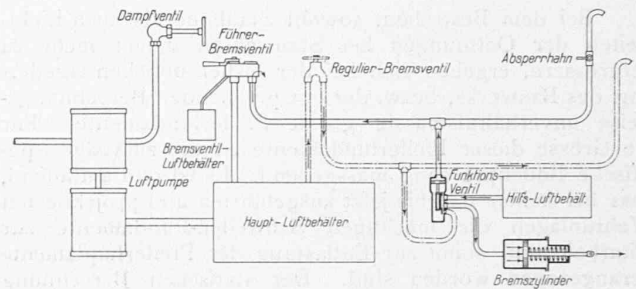 Dampfventil
Führer-
Bremsventil
Regulier-Bremsventil
Absperrhahn
Bremsventil-
Luftbehälter
Luftpumpe
Haupt-Luftbehälter
Funktions-
Ventil
Hilfs-Luftbehält.
Bremszylinder